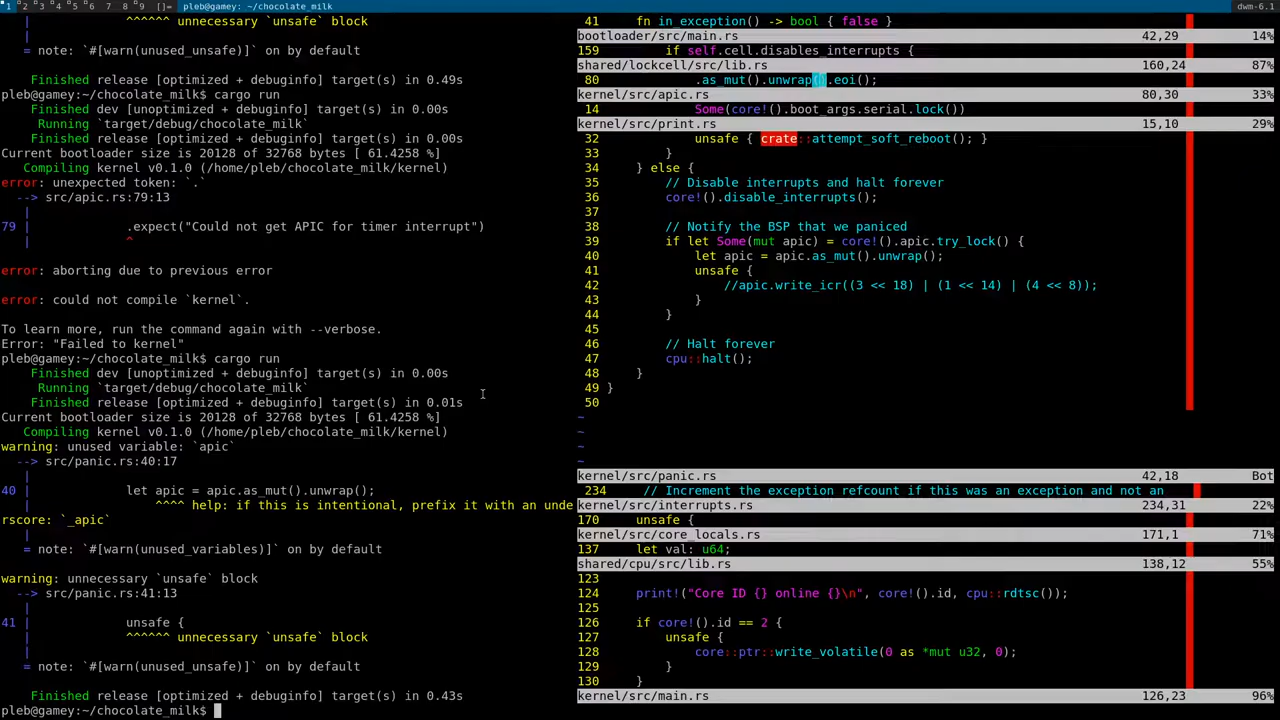 1 2 3 4 5 6 7 8 9 []= pleb@gamey: ~/chocolate_milk dwm-6.1
| ^^^^^^ unnecessary `unsafe` block
|
= note: `#[warn(unused_unsafe)]` on by default
Finished release [optimized + debuginfo] target(s) in 0.49s
pleb@gamey:~/chocolate_milk$ cargo run
Finished dev [unoptimized + debuginfo] target(s) in 0.00s
Running `target/debug/chocolate_milk`
Finished release [optimized + debuginfo] target(s) in 0.00s
Current bootloader size is 20128 of 32768 bytes [ 61.4258 %]
Compiling kernel v0.1.0 (/home/pleb/chocolate_milk/kernel)
error: unexpected token: `.`
--> src/apic.rs:79:13
|
79 | .expect("Could not get APIC for timer interrupt")
| ^
error: aborting due to previous error
error: could not compile `kernel`.
To learn more, run the command again with --verbose.
Error: "Failed to kernel"
pleb@gamey:~/chocolate_milk$ cargo run
Finished dev [unoptimized + debuginfo] target(s) in 0.00s
Running `target/debug/chocolate_milk`
Finished release [optimized + debuginfo] target(s) in 0.01s
Current bootloader size is 20128 of 32768 bytes [ 61.4258 %]
Compiling kernel v0.1.0 (/home/pleb/chocolate_milk/kernel)
warning: unused variable: `apic`
--> src/panic.rs:40:17
|
40 | let apic = apic.as_mut().unwrap();
| ^^^^ help: if this is intentional, prefix it with an unde
rscore: `_apic`
|
= note: `#[warn(unused_variables)]` on by default
warning: unnecessary `unsafe` block
--> src/panic.rs:41:13
|
41 | unsafe {
| ^^^^^^ unnecessary `unsafe` block
|
= note: `#[warn(unused_unsafe)]` on by default
Finished release [optimized + debuginfo] target(s) in 0.43s
pleb@gamey:~/chocolate_milk$
41 fn in_exception() -> bool { false }
bootloader/src/main.rs 42,29 14%
159 if self.cell.disables_interrupts {
shared/lockcell/src/lib.rs 160,24 87%
80 .as_mut().unwrap().eoi();
kernel/src/apic.rs 80,30 33%
14 Some(core!().boot_args.serial.lock())
kernel/src/print.rs 15,10 29%
32 unsafe { crate::attempt_soft_reboot(); }
33 }
34 } else {
35 // Disable interrupts and halt forever
36 core!().disable_interrupts();
37
38 // Notify the BSP that we paniced
39 if let Some(mut apic) = core!().apic.try_lock() {
40 let apic = apic.as_mut().unwrap();
41 unsafe {
42 //apic.write_icr((3 << 18) | (1 << 14) | (4 << 8));
43 }
44 }
45
46 // Halt forever
47 cpu::halt();
48 }
49 }
50
~
~
~
~
kernel/src/panic.rs 42,18 Bot
234 // Increment the exception refcount if this was an exception and not an
kernel/src/interrupts.rs 234,31 22%
170 unsafe {
kernel/src/core_locals.rs 171,1 71%
137 let val: u64;
shared/cpu/src/lib.rs 138,12 55%
123
124 print!("Core ID {} online {}\n", core!().id, cpu::rdtsc());
125
126 if core!().id == 2 {
127 unsafe {
128 core::ptr::write_volatile(0 as *mut u32, 0);
129 }
130 }
kernel/src/main.rs 126,23 96%